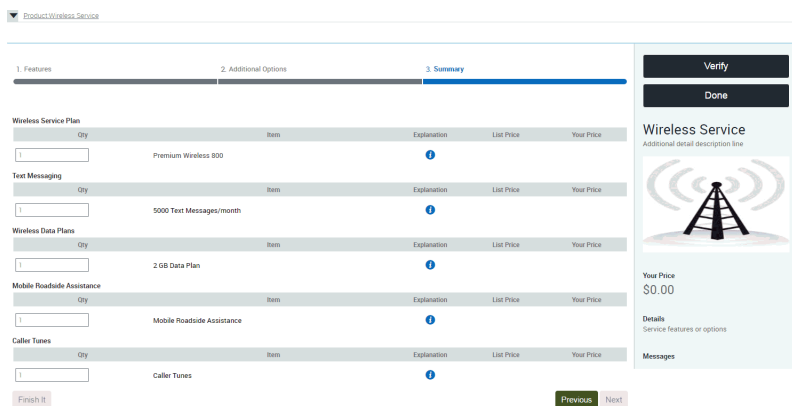 Product:Wireless Service
1. Features
2. Additional Options
3. Summary
Wireless Service Plan
Qty Item Explanation List Price Your Price
1 Premium Wireless 800 i
Text Messaging
Qty Item Explanation List Price Your Price
1 5000 Text Messages/month i
Wireless Data Plans
Qty Item Explanation List Price Your Price
1 2 GB Data Plan i
Mobile Roadside Assistance
Qty Item Explanation List Price Your Price
1 Mobile Roadside Assistance i
Caller Tunes
Qty Item Explanation List Price Your Price
1 Caller Tunes i
Finish It Previous Next
Verify
Done
Wireless Service
Additional detail description line
Your Price
$0.00
Details
Service features or options
Messages